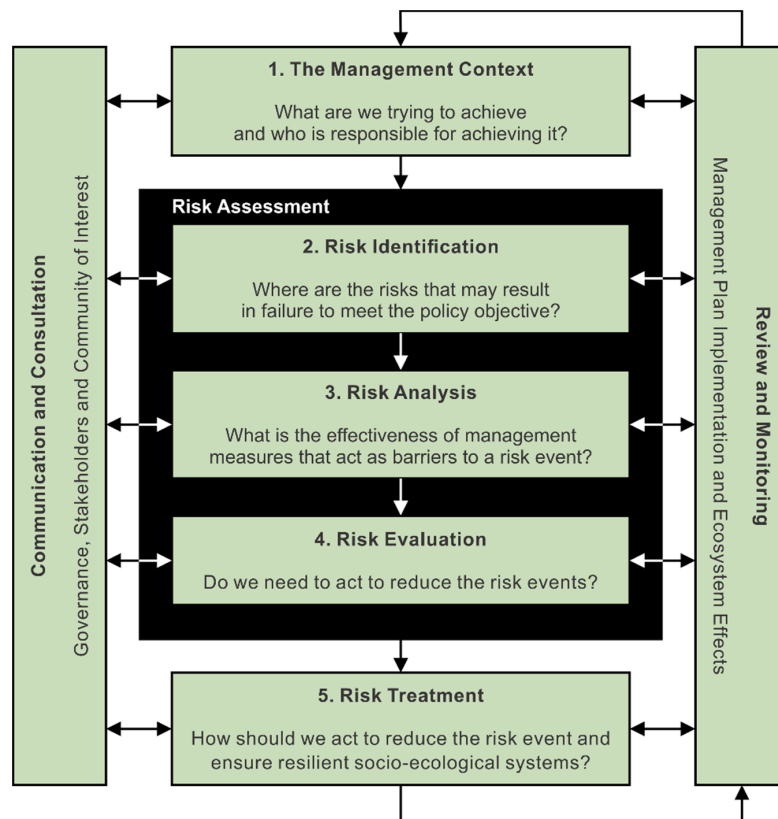 1. The Management Context
What are we trying to achieve
and who is responsible for achieving it?
Risk Assessment
2. Risk Identification
Where are the risks that may result
in failure to meet the policy objective?
3. Risk Analysis
What is the effectiveness of management
measures that act as barriers to a risk event?
4. Risk Evaluation
Do we need to act to reduce the risk events?
5. Risk Treatment
How should we act to reduce the risk event and
ensure resilient socio-ecological systems?
Communication and Consultation
Governance, Stakeholders and Community of Interest
Review and Monitoring
Management Plan Implementation and Ecosystem Effects